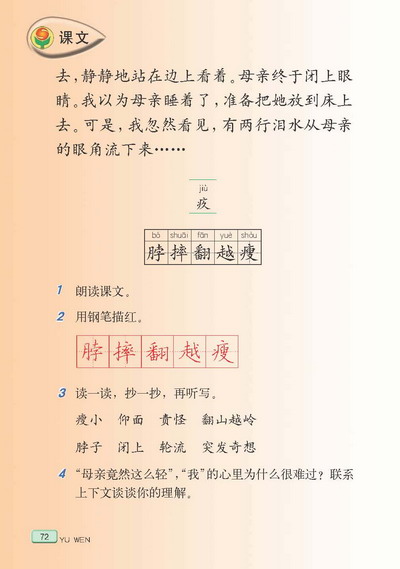 课文
去，静静地站在边上看着。母亲终于闭上眼
睛。我以为母亲睡着了，准备把她放到床上
去。可是，我忽然看见，有两行泪水从母亲
的眼角流下来……
jiù
疚
bó shuāi fān yuè shòu
脖 摔 翻 越 瘦
1 朗读课文。
2 用钢笔描红。
脖 摔 翻 越 瘦
3 读一读，抄一抄，再听写。
瘦小 仰面 责怪 翻山越岭
脖子 闭上 轮流 突发奇想
4 “母亲竟然这么轻”，“我”的心里为什么很难过？联系
上下文谈谈你的理解。
72 YU WEN